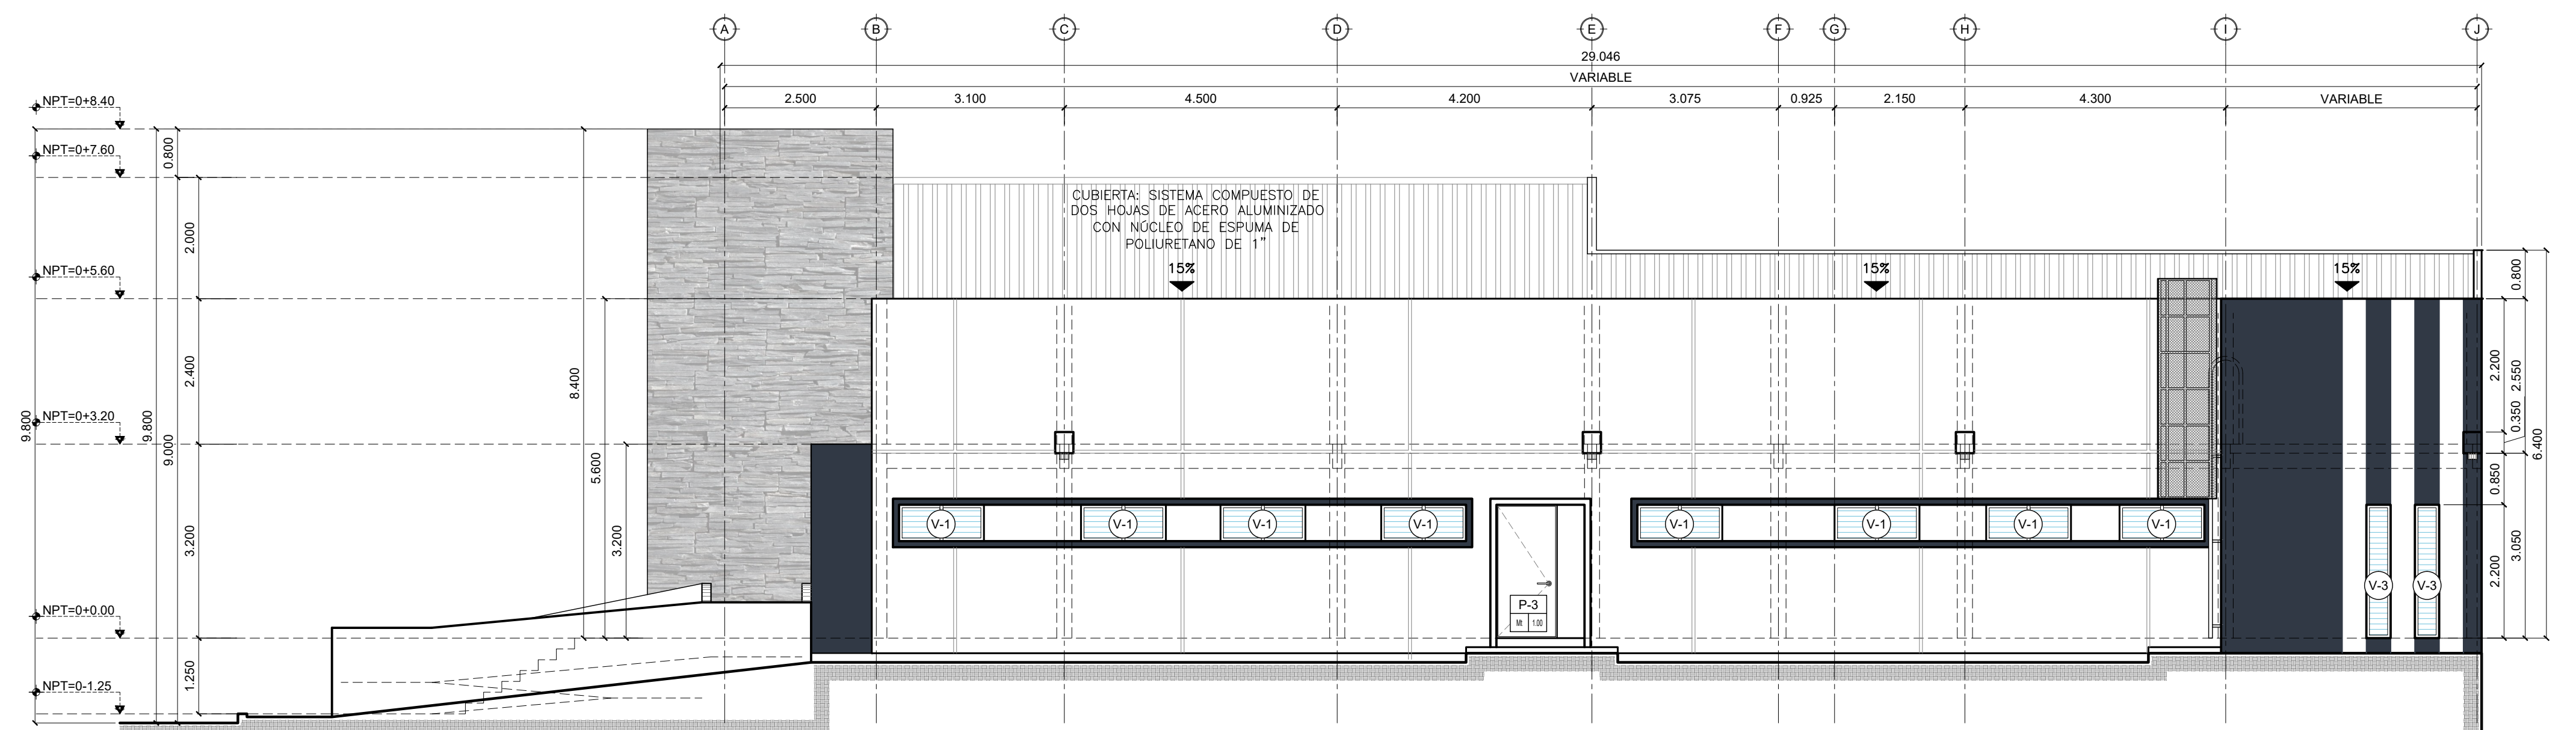 A B C D E F G H I J
29.046
VARIABLE
2.500 3.100 4.500 4.200 3.075 0.925 2.150 4.300 VARIABLE
NPT=0+8.40
NPT=0+7.60
NPT=0+5.60
NPT=0+3.20
NPT=0+0.00
NPT=0-1.25
9.800
9.800
9.000
0.800
2.000
2.400
3.200
1.250
8.400
5.600
3.200
CUBIERTA: SISTEMA COMPUESTO DE
DOS HOJAS DE ACERO ALUMINIZADO
CON NÚCLEO DE ESPUMA DE
POLIURETANO DE 1”
15% 15% 15%
V-1 V-1 V-1 V-1 V-1 V-1 V-1 V-1
P-3
Mt 1.00
V-3 V-3
0.800
2.200
2.550
0.350
6.400
0.850
2.200
3.050